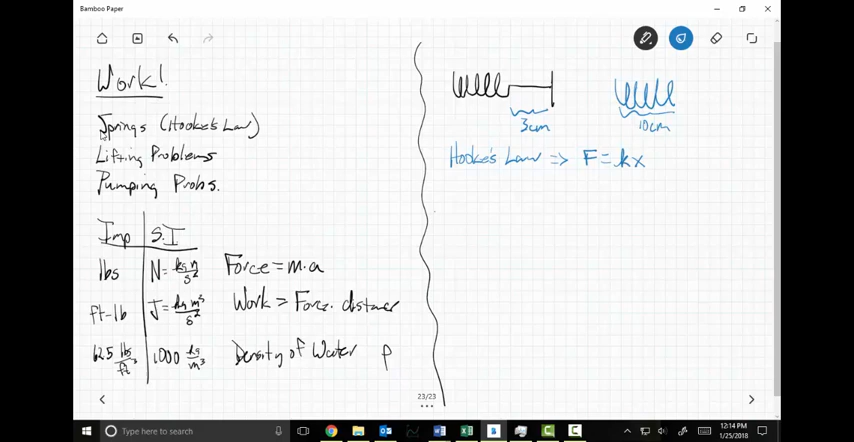 Bamboo Paper
Work!
Springs (Hooke's Law)
Lifting Problems
Pumping Probs.
Imp S.I
lbs N = kg m / s² Force = m·a
ft-lb J = kg m³ / s² Work = Force · distance
62.5 lbs / ft³ 1000 kg / m³ Density of Water ρ
3cm 10cm
Hooke's Law => F = kx
23/23
Type here to search
12:14 PM
1/25/2018